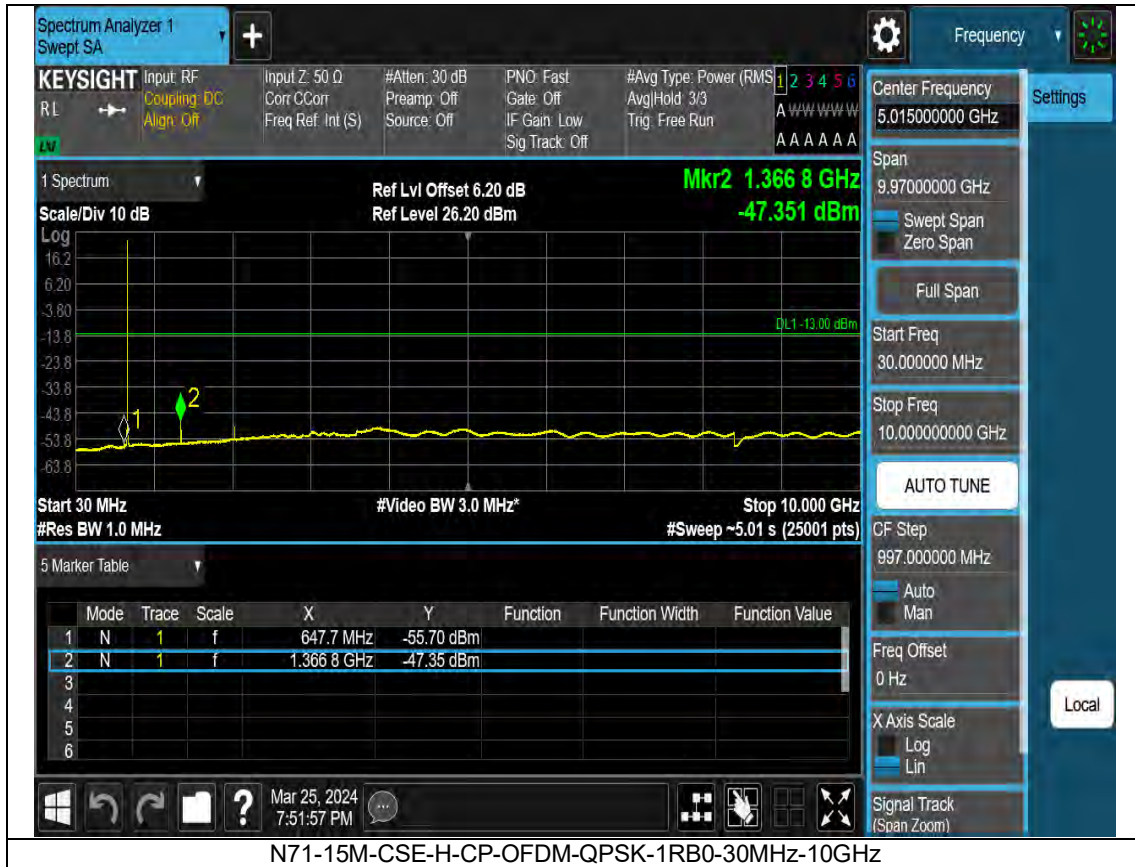 Spectrum Analyzer 1
Swept SA
+
Frequency
KEYSIGHT
RL
LXI
Input: RF
Coupling: DC
Align: Off
Input Z: 50 Ω
Corr CCorr
Freq Ref: Int (S)
#Atten: 30 dB
Preamp: Off
Source: Off
PNO: Fast
Gate: Off
IF Gain: Low
Sig Track: Off
#Avg Type: Power (RMS
Avg|Hold: 3/3
Trig: Free Run
1 2 3 4 5 6
A W W W W W
A A A A A A
Center Frequency
5.015000000 GHz
Settings
1 Spectrum
Scale/Div 10 dB
Ref Lvl Offset 6.20 dB
Ref Level 26.20 dBm
Mkr2 1.366 8 GHz
-47.351 dBm
Log
16.2
6.20
-3.80
-13.8
-23.8
-33.8
-43.8
-53.8
-63.8
DL1 -13.00 dBm
1
2
Start 30 MHz
#Video BW 3.0 MHz*
Stop 10.000 GHz
#Res BW 1.0 MHz
#Sweep ~5.01 s (25001 pts)
Span
9.97000000 GHz
Swept Span
Zero Span
Full Span
Start Freq
30.000000 MHz
Stop Freq
10.000000000 GHz
AUTO TUNE
CF Step
997.000000 MHz
Auto
Man
Freq Offset
0 Hz
X Axis Scale
Log
Lin
Signal Track
(Span Zoom)
Local
5 Marker Table
Mode Trace Scale X Y Function Function Width Function Value
1 N 1 f 647.7 MHz -55.70 dBm
2 N 1 f 1.366 8 GHz -47.35 dBm
3
4
5
6
?
Mar 25, 2024
7:51:57 PM
N71-15M-CSE-H-CP-OFDM-QPSK-1RB0-30MHz-10GHz